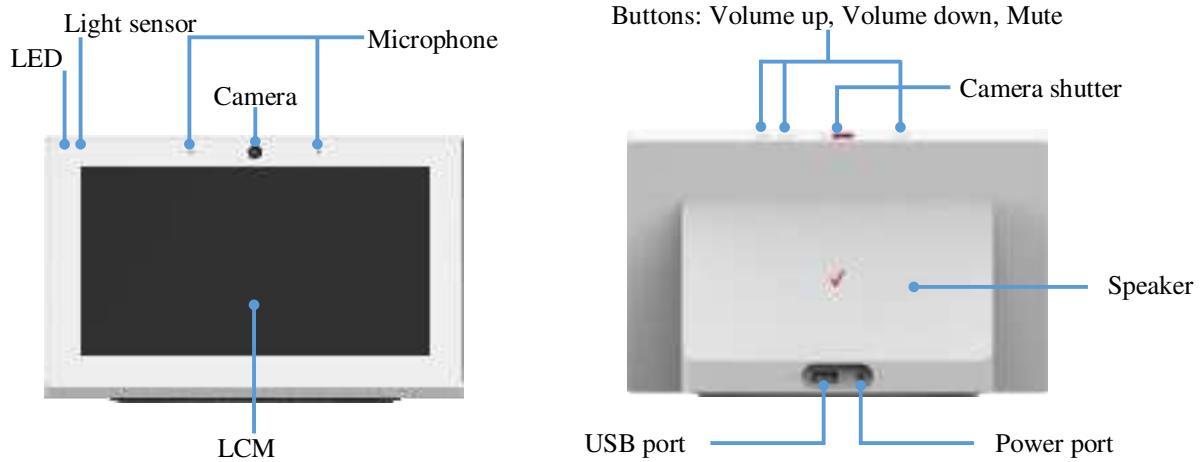 Light sensor
LED
Microphone
Camera
LCM
Buttons: Volume up, Volume down, Mute
Camera shutter
Speaker
USB port
Power port